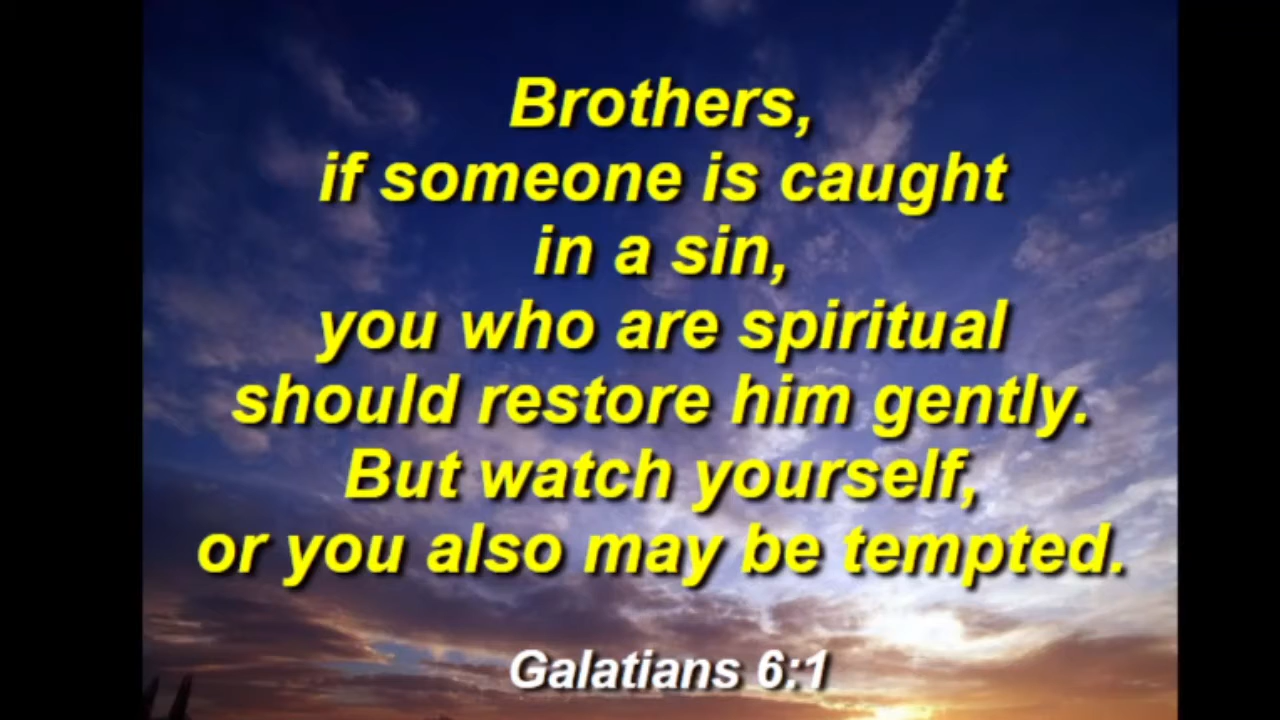 Brothers,
if someone is caught
in a sin,
you who are spiritual
should restore him gently.
But watch yourself,
or you also may be tempted.
Galatians 6:1